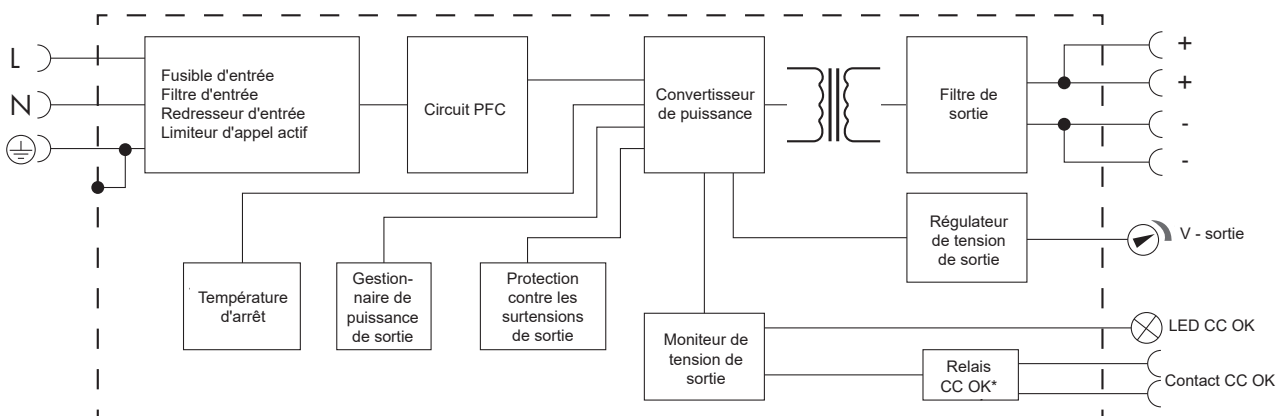 L
N
Fusible d'entrée
Filtre d'entrée
Redresseur d'entrée
Limiteur d'appel actif
Circuit PFC
Convertisseur
de puissance
Filtre de
sortie
+
+
-
-
Régulateur
de tension
de sortie
V - sortie
Température
d'arrêt
Gestion-
naire de
puissance
de sortie
Protection
contre les
surtensions
de sortie
Moniteur de
tension de
sortie
LED CC OK
Relais
CC OK*
Contact CC OK